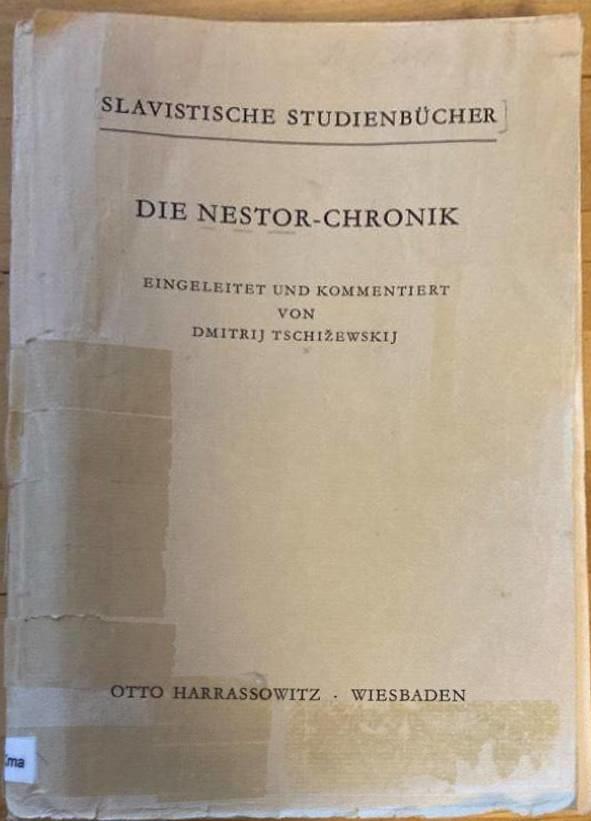 SLAVISTISCHE STUDIENBÜCHER
DIE NESTOR-CHRONIK
EINGELEITET UND KOMMENTIERT
VON
DMITRIJ TSCHIŽEWSKIJ
OTTO HARRASSOWITZ · WIESBADEN